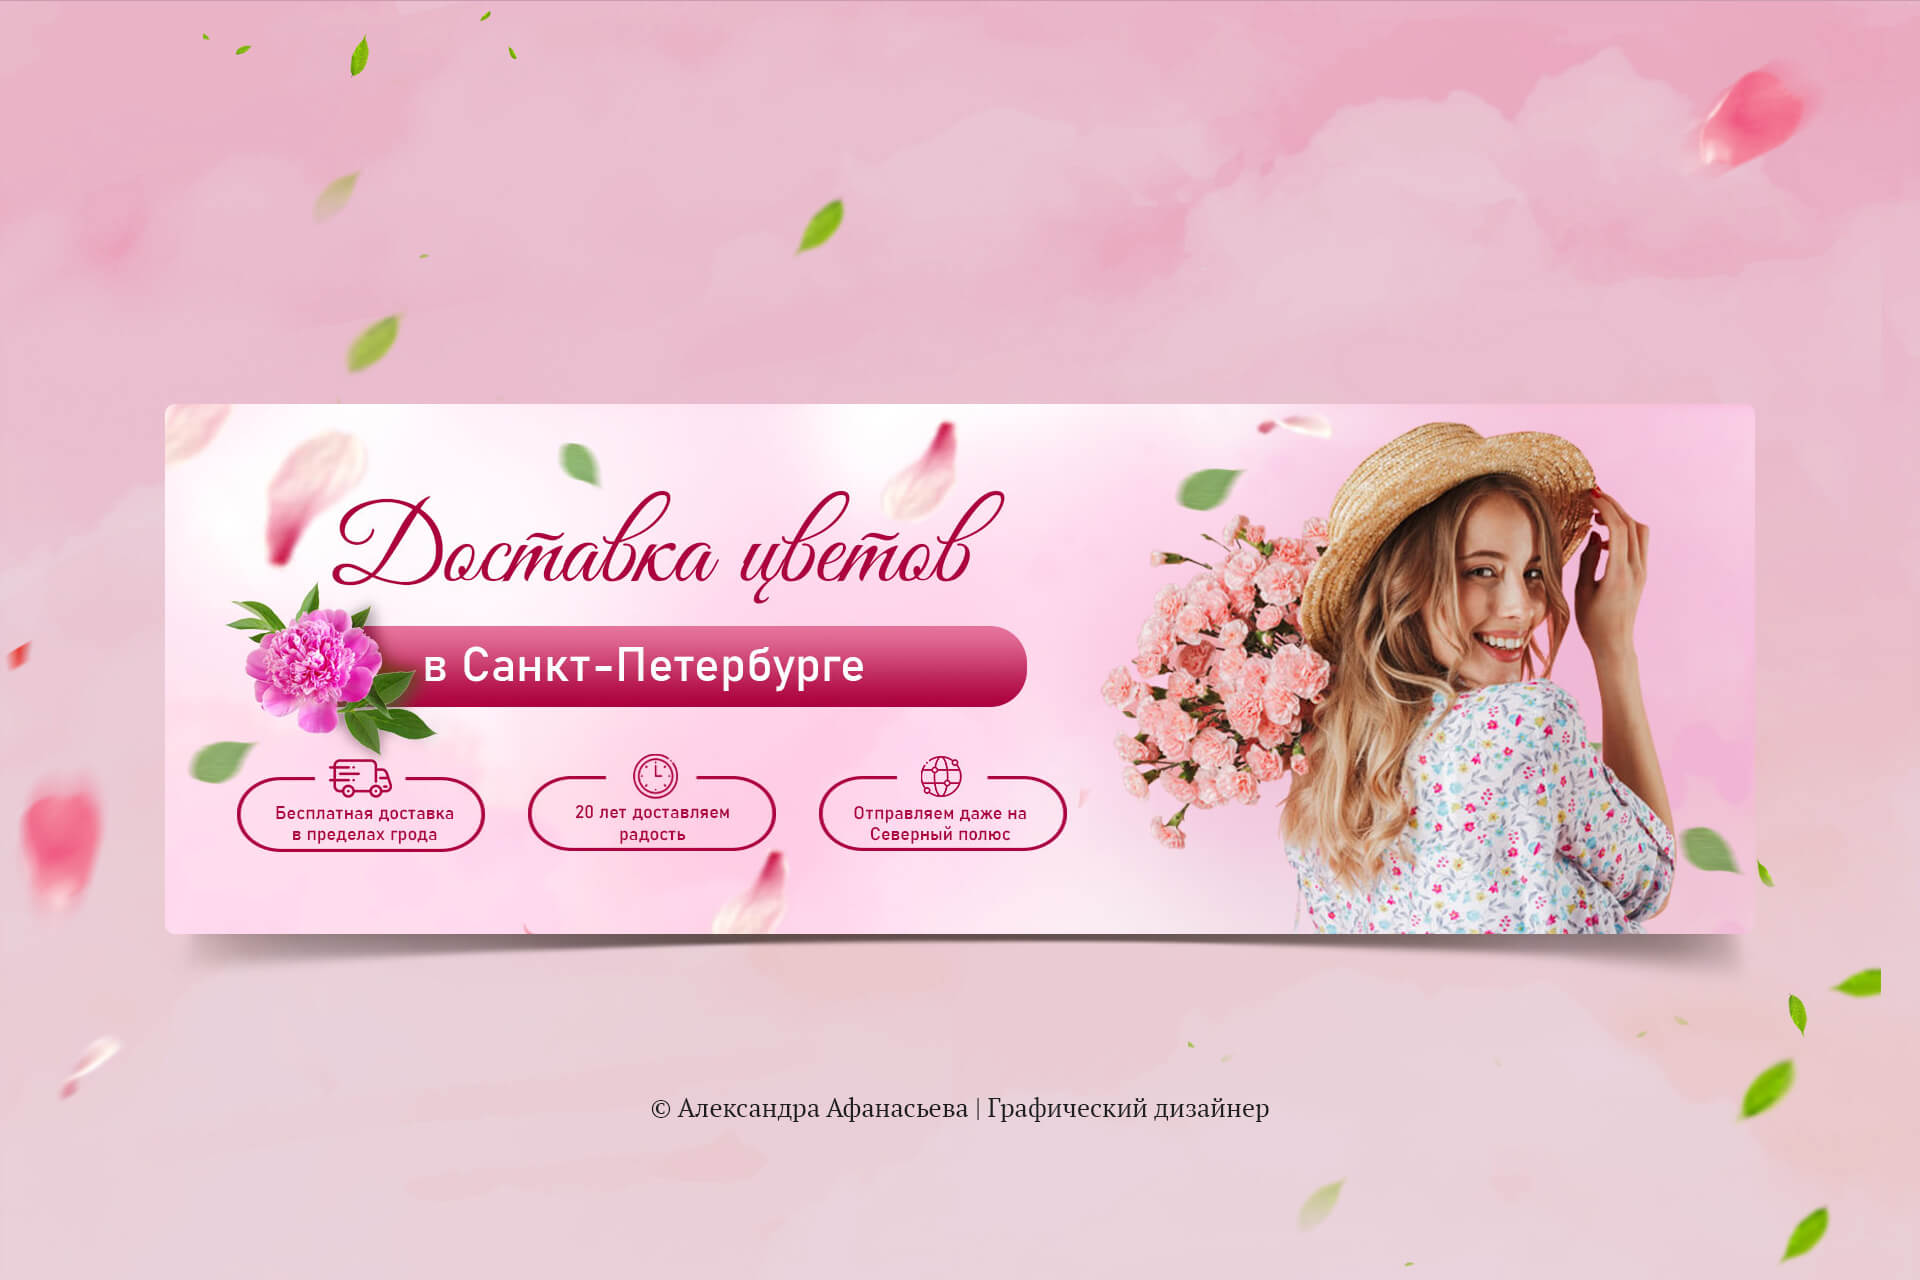 Доставка цветов
в Санкт-Петербурге
Бесплатная доставка
в пределах грода
20 лет доставляем
радость
Отправляем даже на
Северный полюс
© Александра Афанасьева | Графический дизайнер